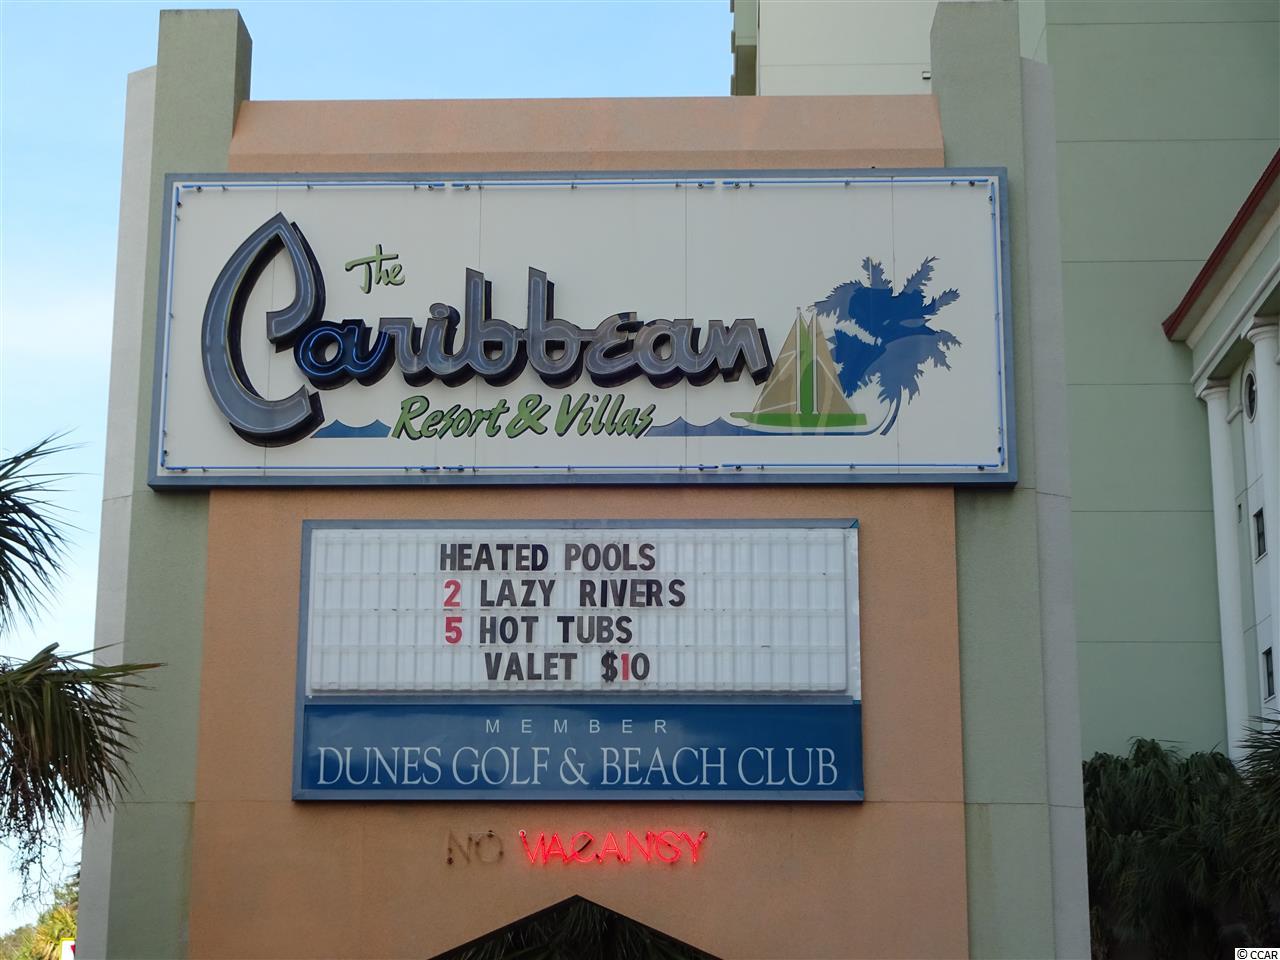 The
Caribbean
Resort & Villas
HEATED POOLS
2 LAZY RIVERS
5 HOT TUBS
VALET $10
MEMBER
DUNES GOLF & BEACH CLUB
NO VACANCY
© CCAR